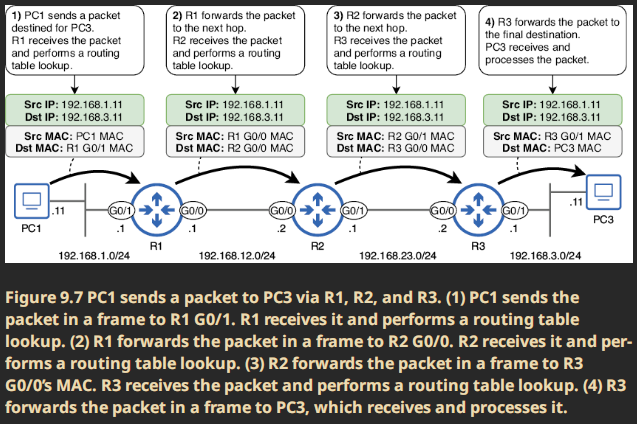 1) PC1 sends a packet
destined for PC3.
R1 receives the packet
and performs a routing
table lookup.
2) R1 forwards the packet
to the next hop.
R2 receives the packet
and performs a routing
table lookup.
3) R2 forwards the packet
to the next hop.
R3 receives the packet
and performs a routing
table lookup.
4) R3 forwards the packet to
the final destination.
PC3 receives and
processes the packet.
Src IP: 192.168.1.11
Dst IP: 192.168.3.11
Src MAC: PC1 MAC
Dst MAC: R1 G0/1 MAC
Src IP: 192.168.1.11
Dst IP: 192.168.3.11
Src MAC: R1 G0/0 MAC
Dst MAC: R2 G0/0 MAC
Src IP: 192.168.1.11
Dst IP: 192.168.3.11
Src MAC: R2 G0/1 MAC
Dst MAC: R3 G0/0 MAC
Src IP: 192.168.1.11
Dst IP: 192.168.3.11
Src MAC: R3 G0/1 MAC
Dst MAC: PC3 MAC
PC1
.11
G0/1
.1
R1
G0/0
.1
G0/0
.2
R2
G0/1
.1
G0/0
.2
R3
G0/1
.1
.11
PC3
192.168.1.0/24
192.168.12.0/24
192.168.23.0/24
192.168.3.0/24
Figure 9.7 PC1 sends a packet to PC3 via R1, R2, and R3. (1) PC1 sends the
packet in a frame to R1 G0/1. R1 receives it and performs a routing table
lookup. (2) R1 forwards the packet in a frame to R2 G0/0. R2 receives it and per-
forms a routing table lookup. (3) R2 forwards the packet in a frame to R3
G0/0's MAC. R3 receives the packet and performs a routing table lookup. (4) R3
forwards the packet in a frame to PC3, which receives and processes it.